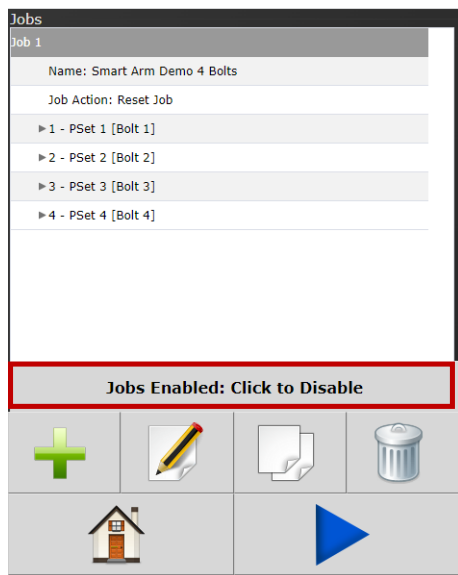 Jobs
Job 1
Name: Smart Arm Demo 4 Bolts
Job Action: Reset Job
1 - PSet 1 [Bolt 1]
2 - PSet 2 [Bolt 2]
3 - PSet 3 [Bolt 3]
4 - PSet 4 [Bolt 4]
Jobs Enabled: Click to Disable